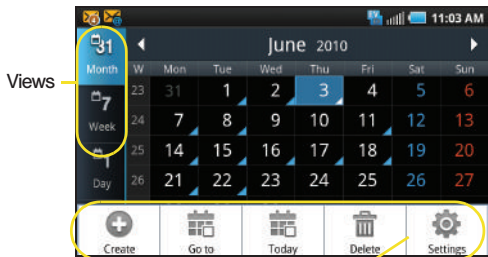 11:03 AM
31 June 2010
Month W Mon Tue Wed Thu Fri Sat Sun
Views
23 31 1 2 3 4 5 6
7
Week 24 7 8 9 10 11 12 13
1 25 14 15 16 17 18 19 20
Day 26 21 22 23 24 25 26 27
Create Go to Today Delete Settings